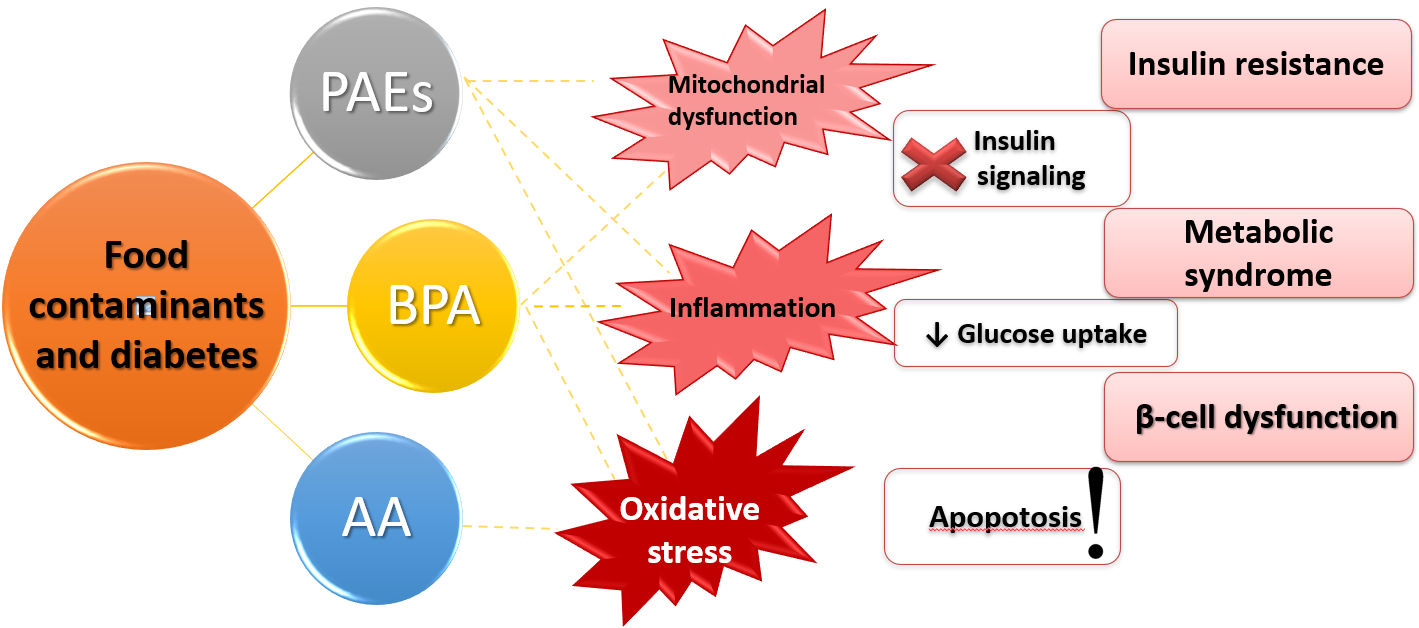 Food
contaminants
and diabetes
PAEs
BPA
AA
Mitochondrial
dysfunction
Inflammation
Oxidative
stress
Insulin
signaling
↓ Glucose uptake
Apopotosis!
Insulin resistance
Metabolic
syndrome
β-cell dysfunction